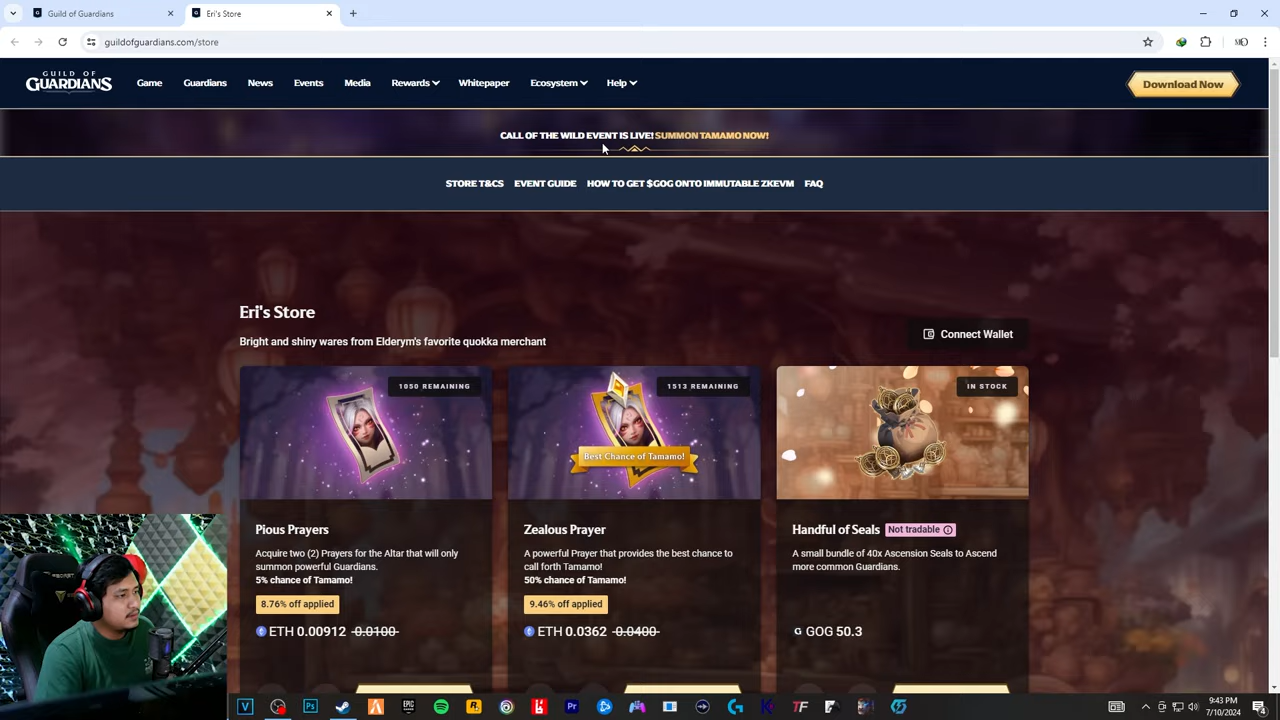 Guild of Guardians
Eri's Store
guildofguardians.com/store
GUILD OF
GUARDIANS
Game
Guardians
News
Events
Media
Rewards
Whitepaper
Ecosystem
Help
Download Now
CALL OF THE WILD EVENT IS LIVE! SUMMON TAMAMO NOW!
STORE T&CS
EVENT GUIDE
HOW TO GET $GOG ONTO IMMUTABLE ZKEVM
FAQ
Eri's Store
Bright and shiny wares from Elderym's favorite quokka merchant
Connect Wallet
1050 REMAINING
Pious Prayers
Acquire two (2) Prayers for the Altar that will only
summon powerful Guardians.
5% chance of Tamamo!
8.76% off applied
ETH 0.00912 -0.0100-
1513 REMAINING
Best Chance of Tamamo!
Zealous Prayer
A powerful Prayer that provides the best chance to
call forth Tamamo!
50% chance of Tamamo!
9.46% off applied
ETH 0.0362 -0.0400-
IN STOCK
Handful of Seals Not tradable
A small bundle of 40x Ascension Seals to Ascend
more common Guardians.
GOG 50.3
9:43 PM
7/10/2024